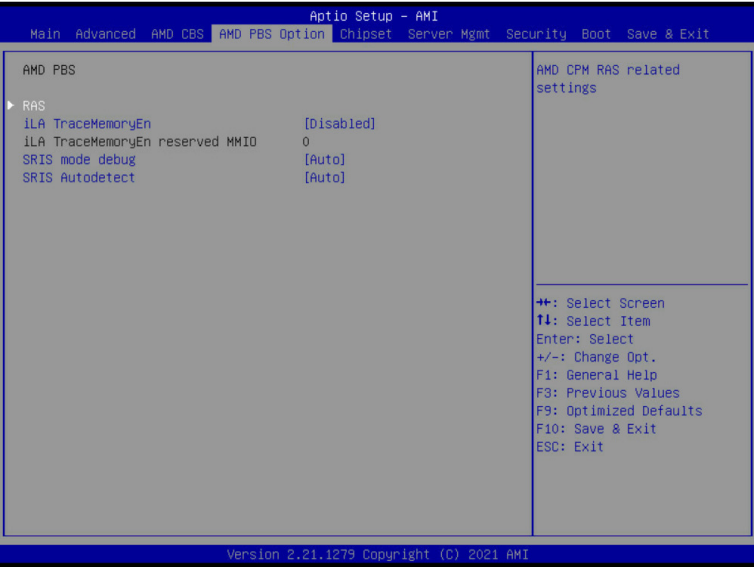 Aptio Setup - AMI
Main Advanced AMD CBS AMD PBS Option Chipset Server Mgmt Security Boot Save & Exit
AMD PBS
RAS
iLA TraceMemoryEn [Disabled]
iLA TraceMemoryEn reserved MMIO 0
SRIS mode debug [Auto]
SRIS Autodetect [Auto]
AMD CPM RAS related
settings
→←: Select Screen
↑↓: Select Item
Enter: Select
+/-: Change Opt.
F1: General Help
F3: Previous Values
F9: Optimized Defaults
F10: Save & Exit
ESC: Exit
Version 2.21.1279 Copyright (C) 2021 AMI